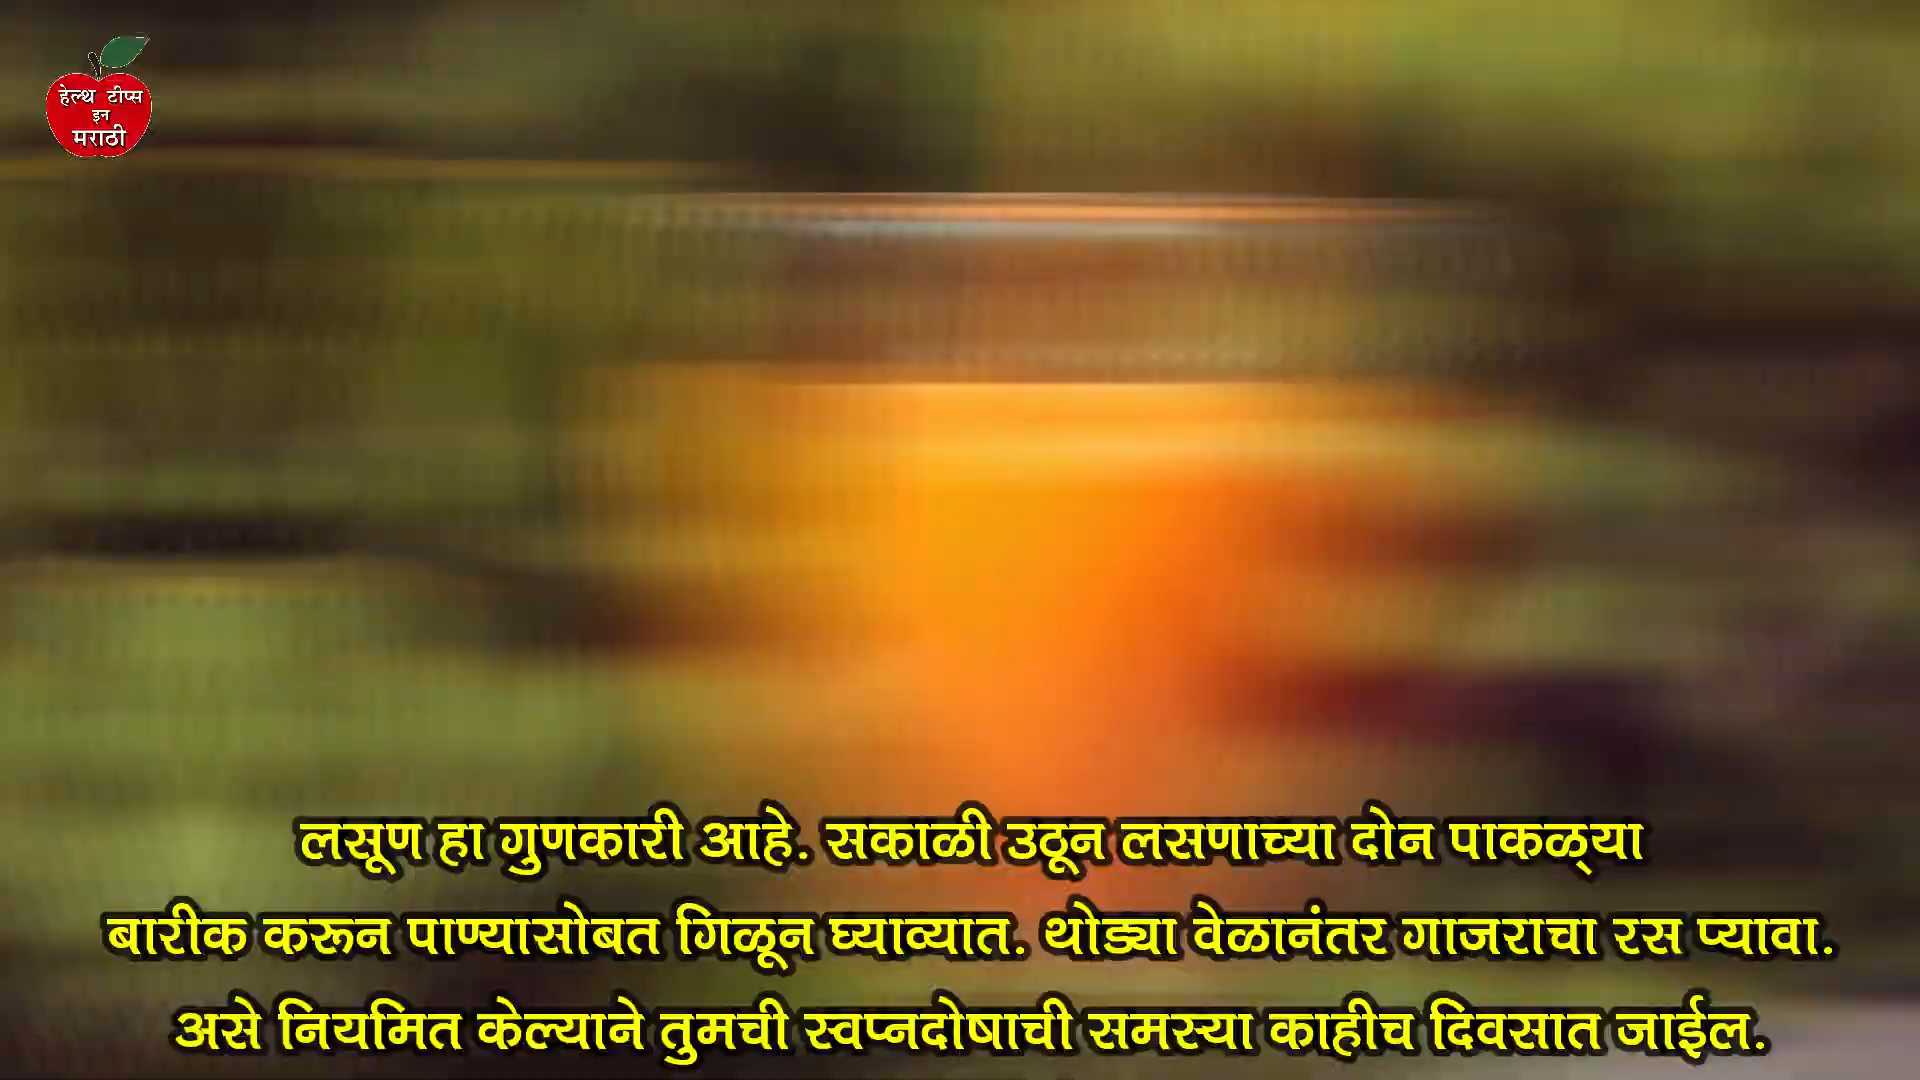 हेल्थ टीप्स
इन
मराठी
लसूण हा गुणकारी आहे. सकाळी उठून लसणाच्या दोन पाकळ्या
बारीक करून पाण्यासोबत गिळून घ्याव्यात. थोड्या वेळानंतर गाजराचा रस प्यावा.
असे नियमित केल्याने तुमची स्वप्नदोषाची समस्या काहीच दिवसात जाईल.